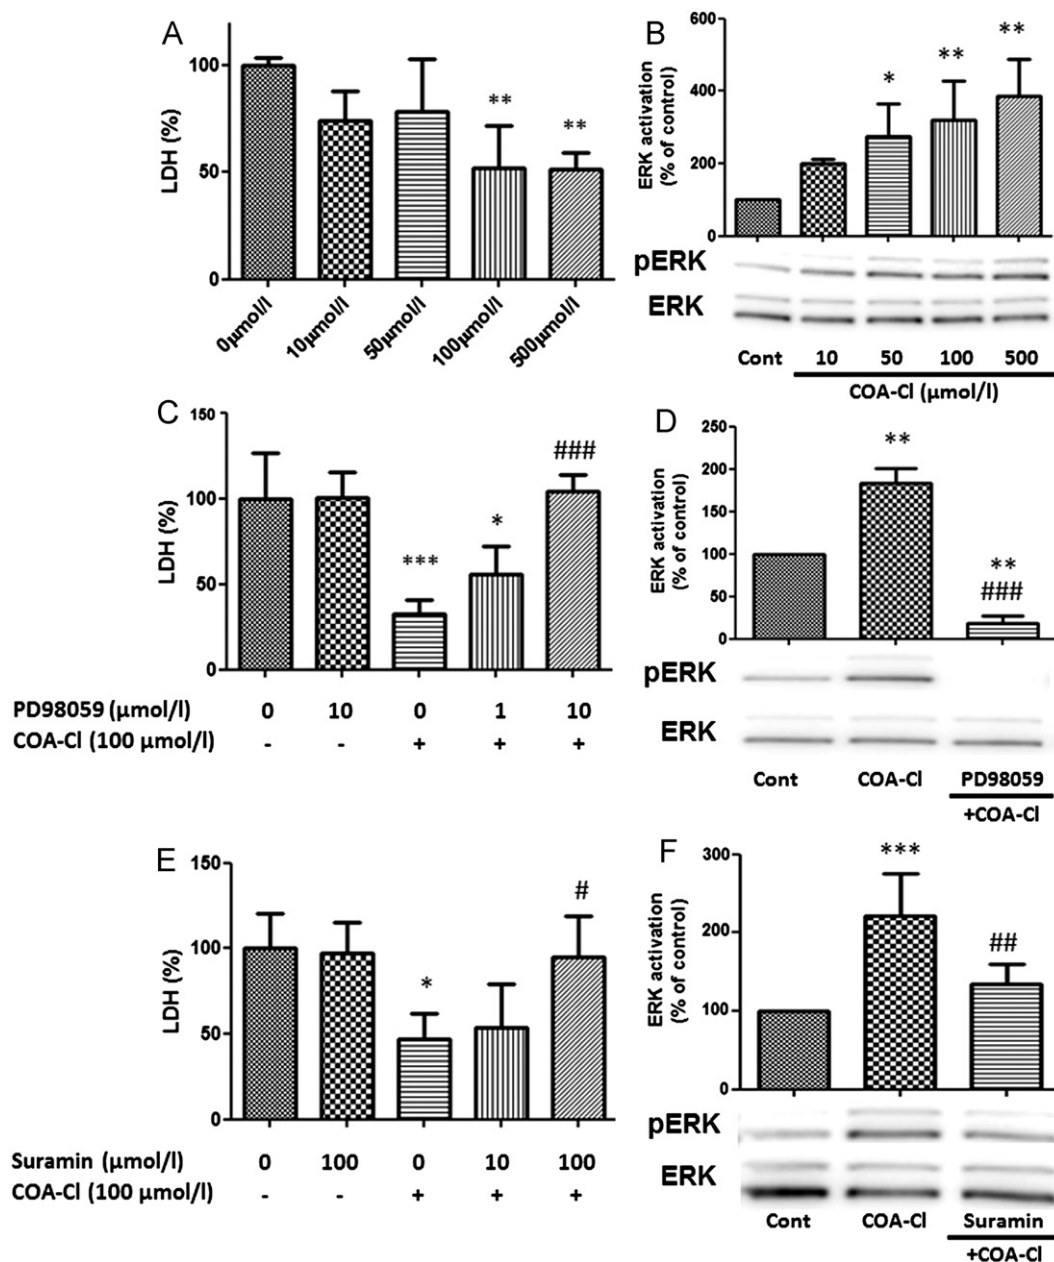 A
LDH (%)
100
50
0
** **
0µmol/l 10µmol/l 50µmol/l 100µmol/l 500µmol/l
B
ERK activation
(% of control)
600
400
200
0
* ** **
pERK
ERK
Cont 10 50 100 500
COA-Cl (µmol/l)
C
LDH (%)
150
100
50
0
*** * ###
PD98059 (µmol/l) 0 10 0 1 10
COA-Cl (100 µmol/l) - - + + +
D
ERK activation
(% of control)
250
200
150
100
50
0
**
**
###
pERK
ERK
Cont COA-Cl PD98059
+COA-Cl
E
LDH (%)
150
100
50
0
* #
Suramin (µmol/l) 0 100 0 10 100
COA-Cl (100 µmol/l) - - + + +
F
ERK activation
(% of control)
300
200
100
0
***
##
pERK
ERK
Cont COA-Cl Suramin
+COA-Cl